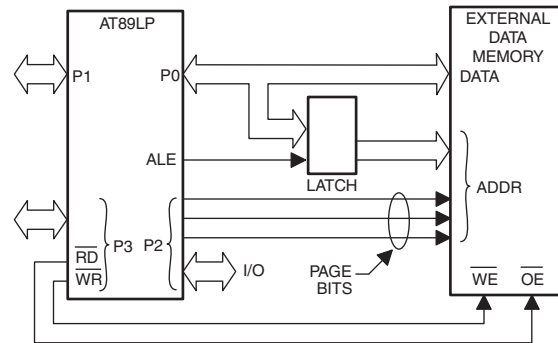 AT89LP
EXTERNAL
DATA
MEMORY
P1
P0
DATA
ALE
LATCH
ADDR
P3
P2
RD
WR
I/O
PAGE
BITS
WE
OE